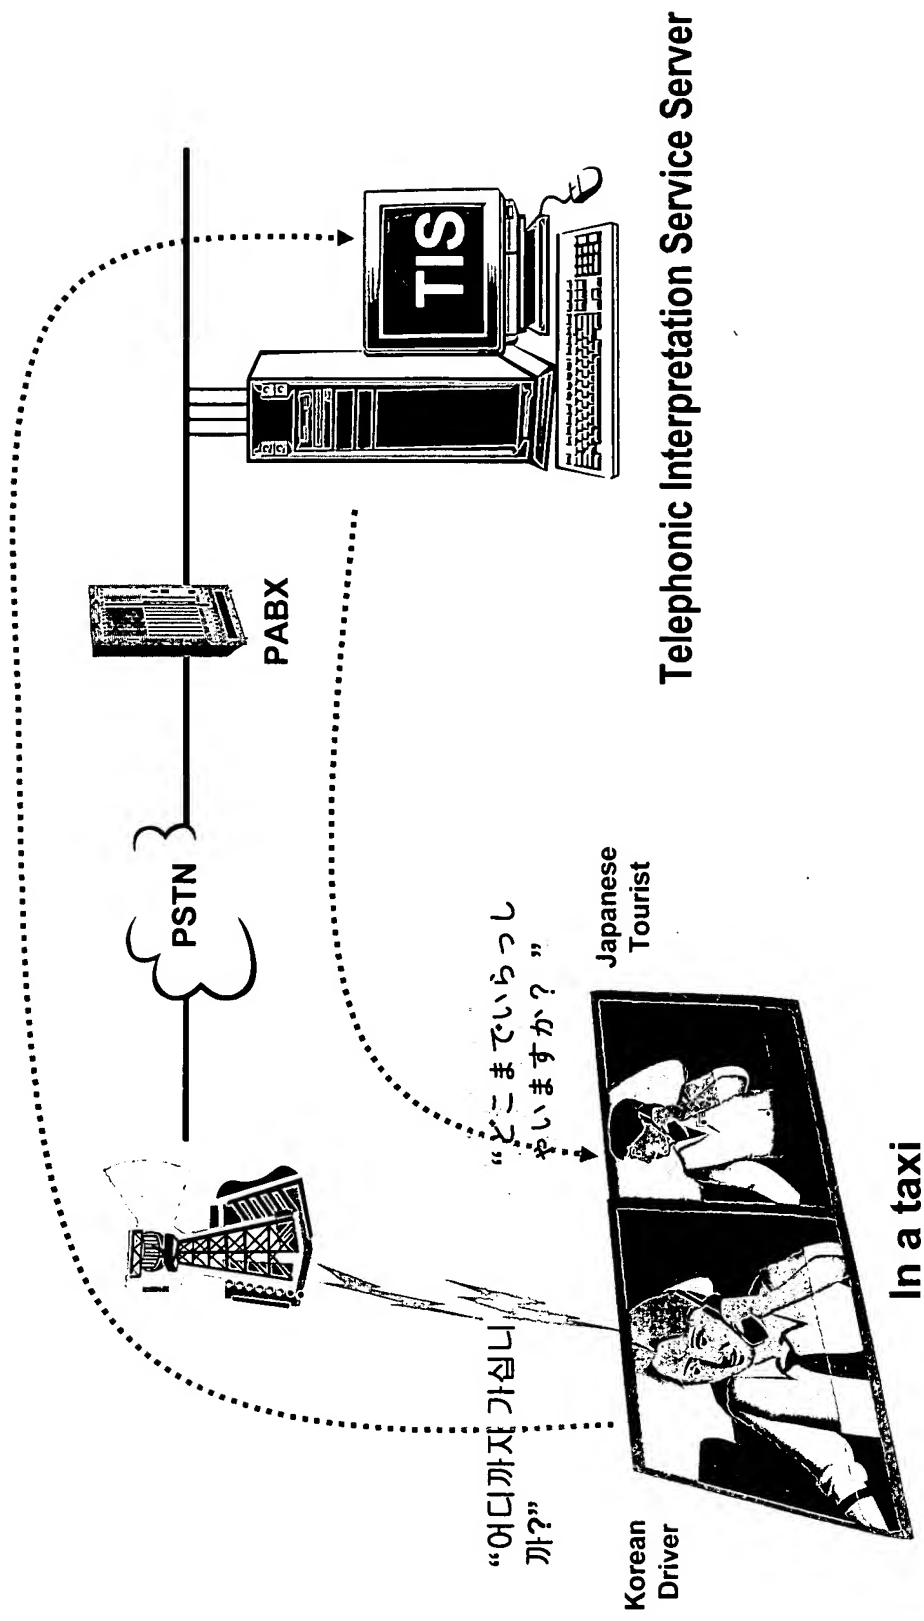 PSTN
PABX
TIS
Telephonic Interpretation Service Server
“어디까지 가십니
까?”
“どこまでいらっし
ゃいますか？”
Korean
Driver
Japanese
Tourist
In a taxi